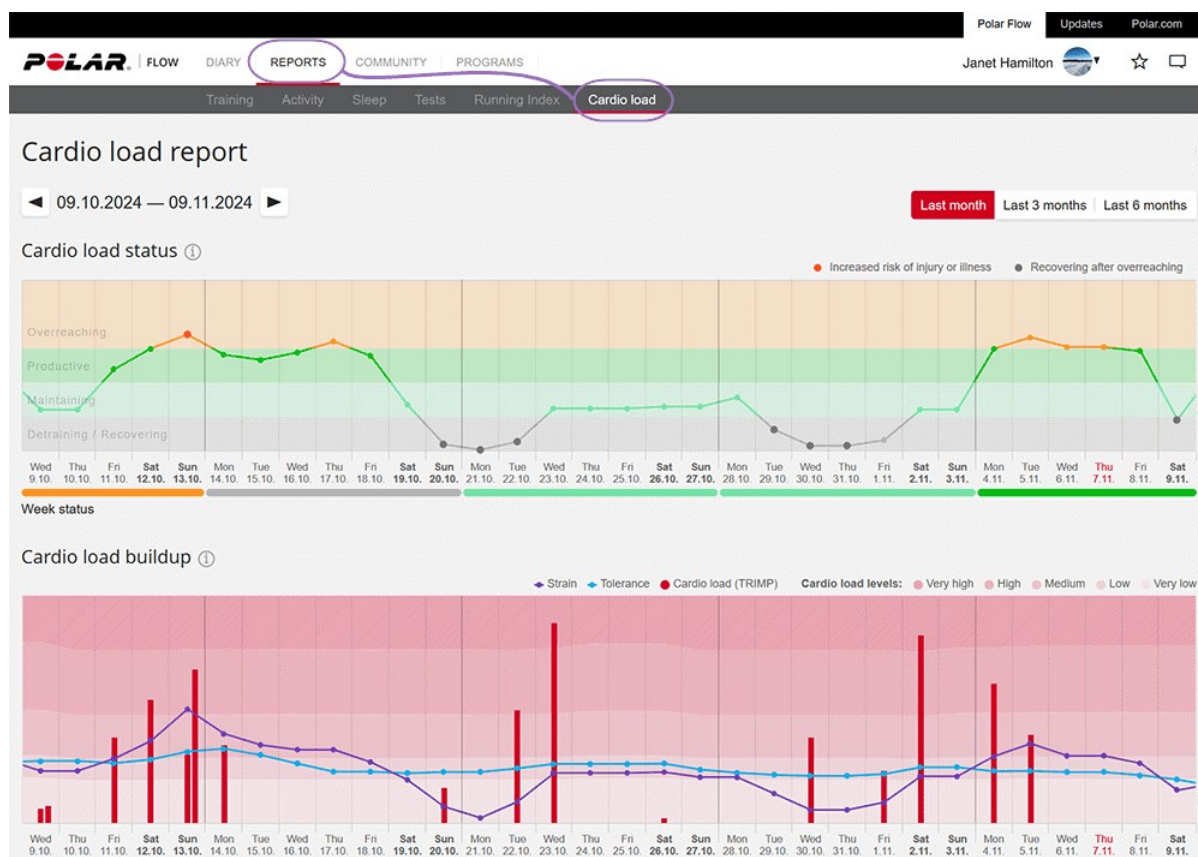 Polar Flow Updates Polar.com
POLAR. FLOW DIARY REPORTS COMMUNITY PROGRAMS Janet Hamilton
Training Activity Sleep Tests Running Index Cardio load
Cardio load report
09.10.2024 — 09.11.2024 Last month Last 3 months Last 6 months
Cardio load status
Increased risk of injury or illness Recovering after overreaching
Overreaching
Productive
Maintaining
Detraining / Recovering
Wed Thu Fri Sat Sun Mon Tue Wed Thu Fri Sat Sun Mon Tue Wed Thu Fri Sat Sun Mon Tue Wed Thu Fri Sat Sun Mon Tue Wed Thu Fri Sat
9.10. 10.10. 11.10. 12.10. 13.10. 14.10. 15.10. 16.10. 17.10. 18.10. 19.10. 20.10. 21.10. 22.10. 23.10. 24.10. 25.10. 26.10. 27.10. 28.10. 29.10. 30.10. 31.10. 1.11. 2.11. 3.11. 4.11. 5.11. 6.11. 7.11. 8.11. 9.11.
Week status
Cardio load buildup
Strain Tolerance Cardio load (TRIMP) Cardio load levels: Very high High Medium Low Very low
Wed Thu Fri Sat Sun Mon Tue Wed Thu Fri Sat Sun Mon Tue Wed Thu Fri Sat Sun Mon Tue Wed Thu Fri Sat Sun Mon Tue Wed Thu Fri Sat
9.10. 10.10. 11.10. 12.10. 13.10. 14.10. 15.10. 16.10. 17.10. 18.10. 19.10. 20.10. 21.10. 22.10. 23.10. 24.10. 25.10. 26.10. 27.10. 28.10. 29.10. 30.10. 31.10. 1.11. 2.11. 3.11. 4.11. 5.11. 6.11. 7.11. 8.11. 9.11.